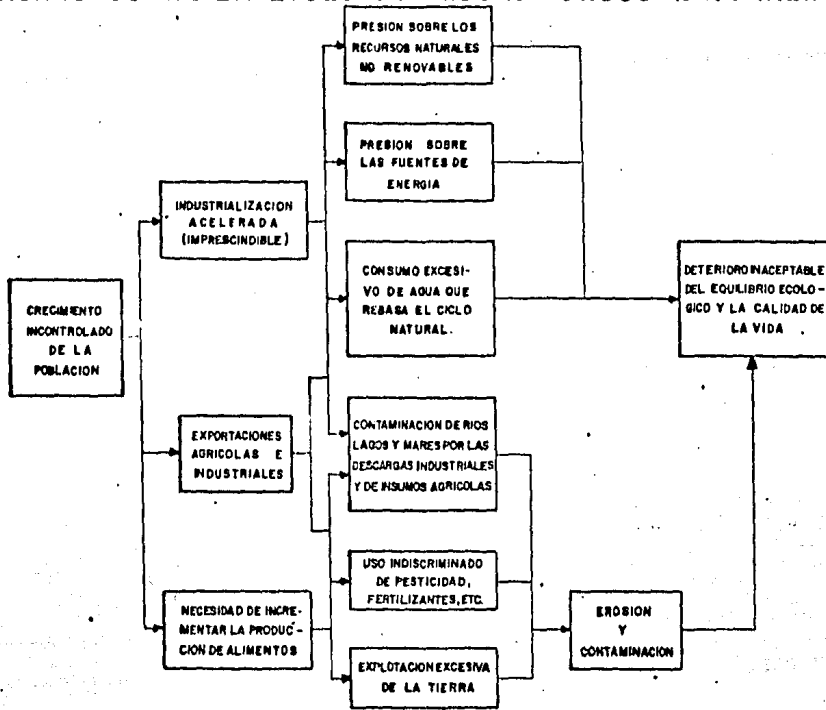 PRESION SOBRE LOS
RECURSOS NATURALES
NO RENOVABLES
PRESION SOBRE
LAS FUENTES DE
ENERGIA
INDUSTRIALIZACION
ACELERADA
(IMPRESCINDIBLE)
CONSUMO EXCESI-
VO DE AGUA QUE
REBASA EL CICLO
NATURAL.
DETERIORO INACEPTABLE
DEL EQUILIBRIO ECOLO-
GICO Y LA CALIDAD DE
LA VIDA
CRECIMIENTO
INCONTROLADO
DE LA
POBLACION
EXPORTACIONES
AGRICOLAS E
INDUSTRIALES
CONTAMINACION DE RIOS
LAGOS Y MARES POR LAS
DESCARGAS INDUSTRIALES
Y DE INSUMOS AGRICOLAS
USO INDISCRIMINADO
DE PESTICIDAD,
FERTILIZANTES, ETC.
NECESIDAD DE INCRE-
MENTAR LA PRODUC-
CION DE ALIMENTOS
EROSION
Y
CONTAMINACION
EXPLOTACION EXCESIVA
DE LA TIERRA